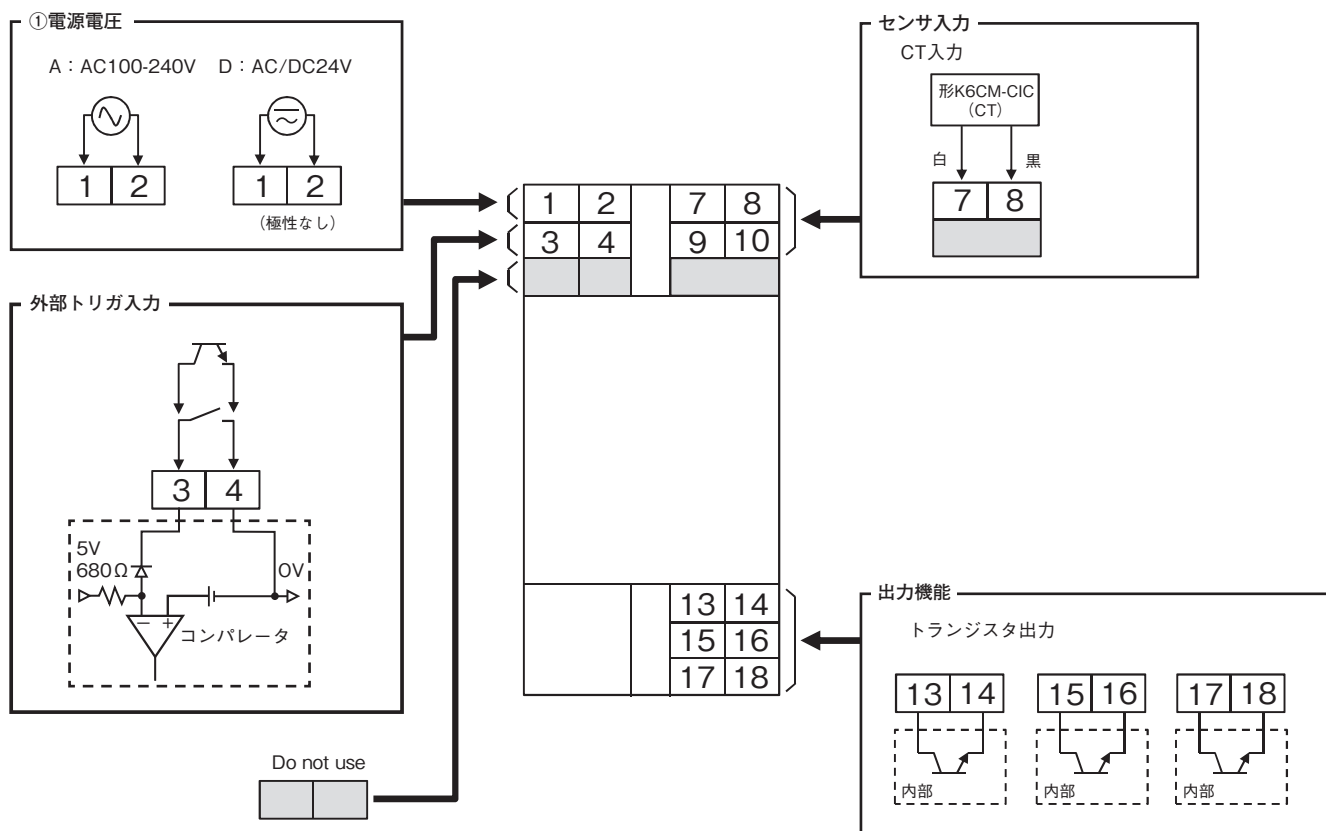 ①電源電圧
A：AC100-240V D：AC/DC24V
1 2
1 2
(極性なし)
外部トリガ入力
3 4
5V
680Ω
0V
- +
コンパレータ
Do not use
1 2 7 8
3 4 9 10
13 14
15 16
17 18
センサ入力
CT入力
形K6CM-CIC
(CT)
白 黒
7 8
出力機能
トランジスタ出力
13 14 15 16 17 18
内部 内部 内部